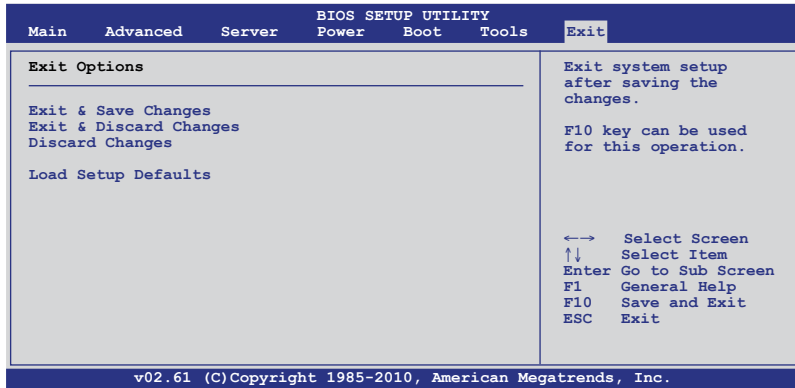 BIOS SETUP UTILITY
Main Advanced Server Power Boot Tools Exit
Exit Options
Exit & Save Changes
Exit & Discard Changes
Discard Changes
Load Setup Defaults
Exit system setup
after saving the
changes.
F10 key can be used
for this operation.
←→ Select Screen
↑↓ Select Item
Enter Go to Sub Screen
F1 General Help
F10 Save and Exit
ESC Exit
v02.61 (C)Copyright 1985-2010, American Megatrends, Inc.